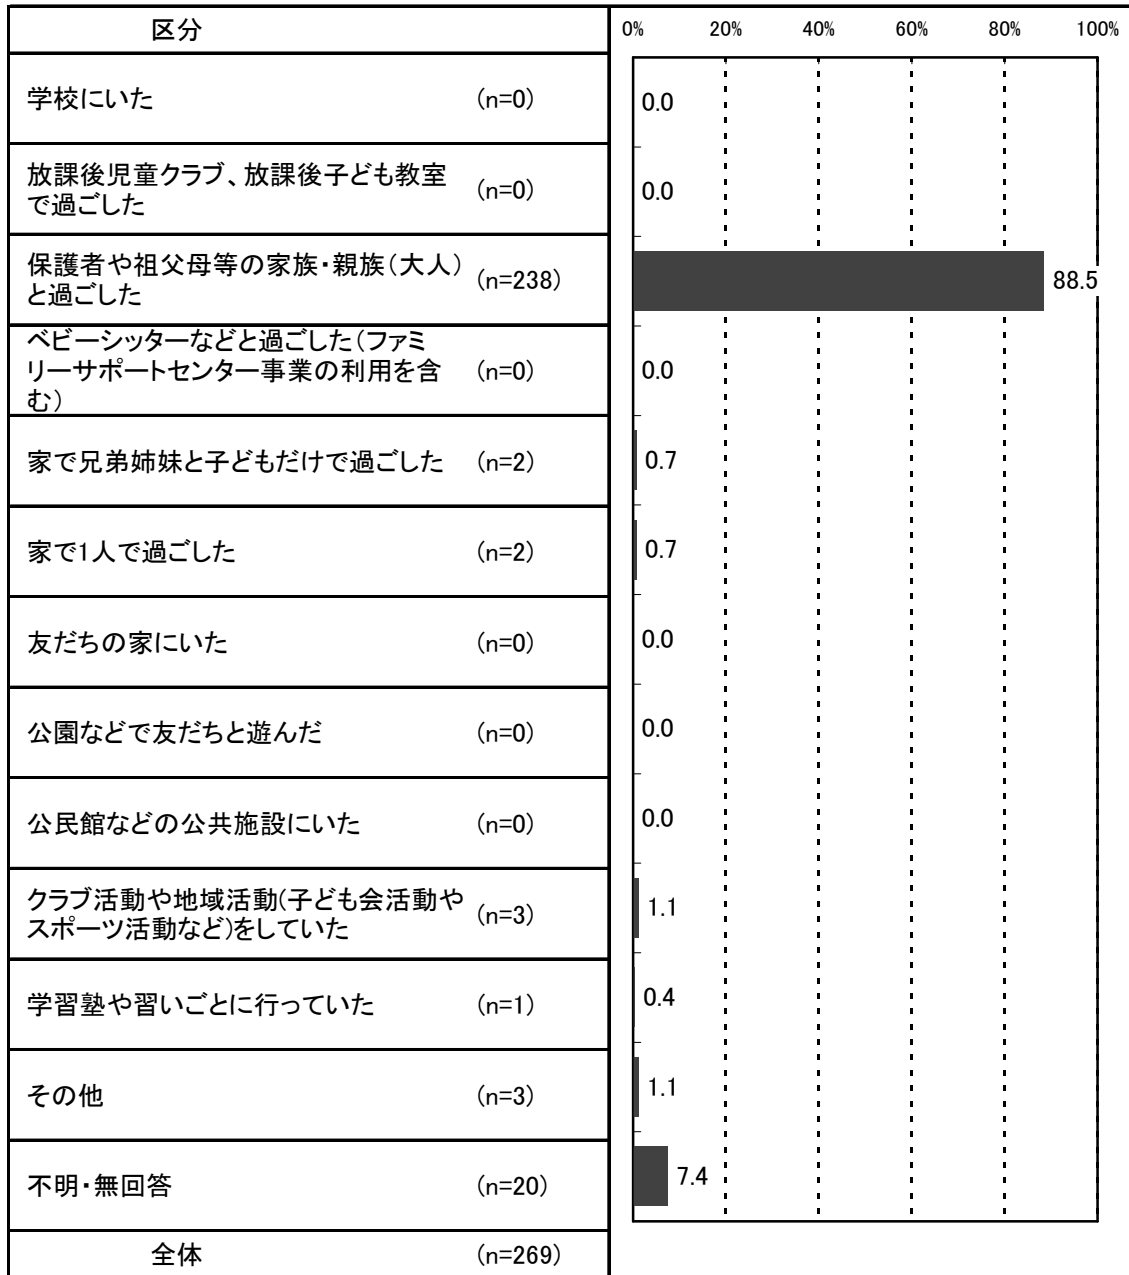 区分
0% 20% 40% 60% 80% 100%
学校にいた (n=0) 0.0
放課後児童クラブ、放課後子ども教室
で過ごした (n=0) 0.0
保護者や祖父母等の家族・親族(大人)
と過ごした (n=238) 88.5
ベビーシッターなどと過ごした(ファミ
リーサポートセンター事業の利用を含
む) (n=0) 0.0
家で兄弟姉妹と子どもだけで過ごした (n=2) 0.7
家で1人で過ごした (n=2) 0.7
友だちの家にいた (n=0) 0.0
公園などで友だちと遊んだ (n=0) 0.0
公民館などの公共施設にいた (n=0) 0.0
クラブ活動や地域活動(子ども会活動や
スポーツ活動など)をしていた (n=3) 1.1
学習塾や習いごとに行っていた (n=1) 0.4
その他 (n=3) 1.1
不明・無回答 (n=20) 7.4
全体 (n=269)